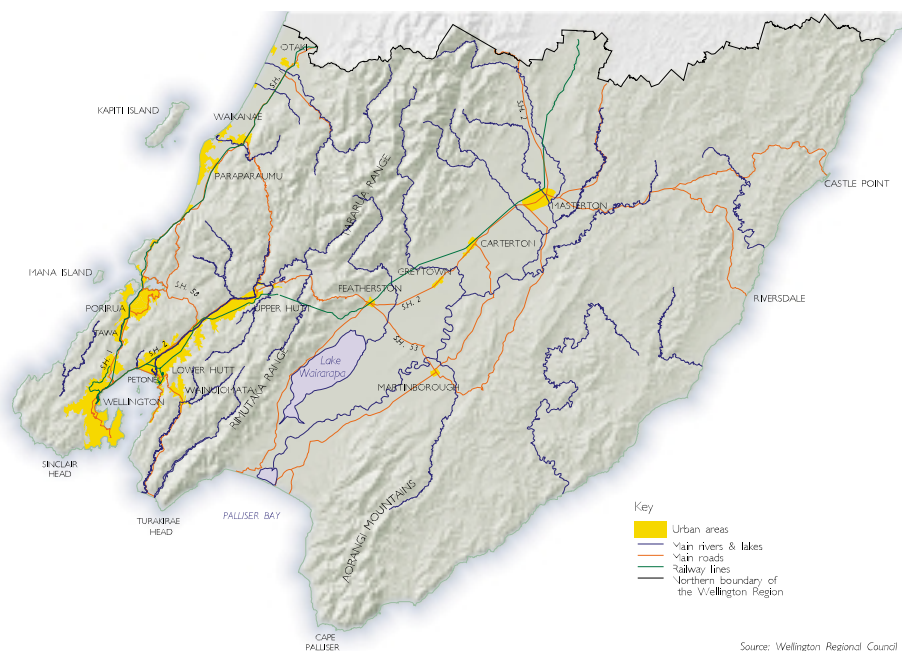 OTAKI
S.H. 1
S.H. 2
KAPITI ISLAND
WAIKANAE
PARAPARAUMU
TARARUA RANGE
CASTLE POINT
MASTERTON
CARTERTON
MANA ISLAND
GREYTOWN
S.H. 58
FEATHERSTON
S.H. 2
RIVERSDALE
PORIRUA
UPPER HUTT
TAWA
S.H. 2
S.H. 1
S.H. 53
Lake
Wairarapa
LOWER HUTT
PETONE
WAINUIOMATA
RIMUTAKA RANGE
MARTINBOROUGH
WELLINGTON
SINCLAIR
HEAD
PALLISER BAY
TURAKIRAE
HEAD
AORANGI MOUNTAINS
Key
Urban areas
Main rivers & lakes
Main roads
Railway lines
Northern boundary of
the Wellington Region
CAPE
PALLISER
Source: Wellington Regional Council